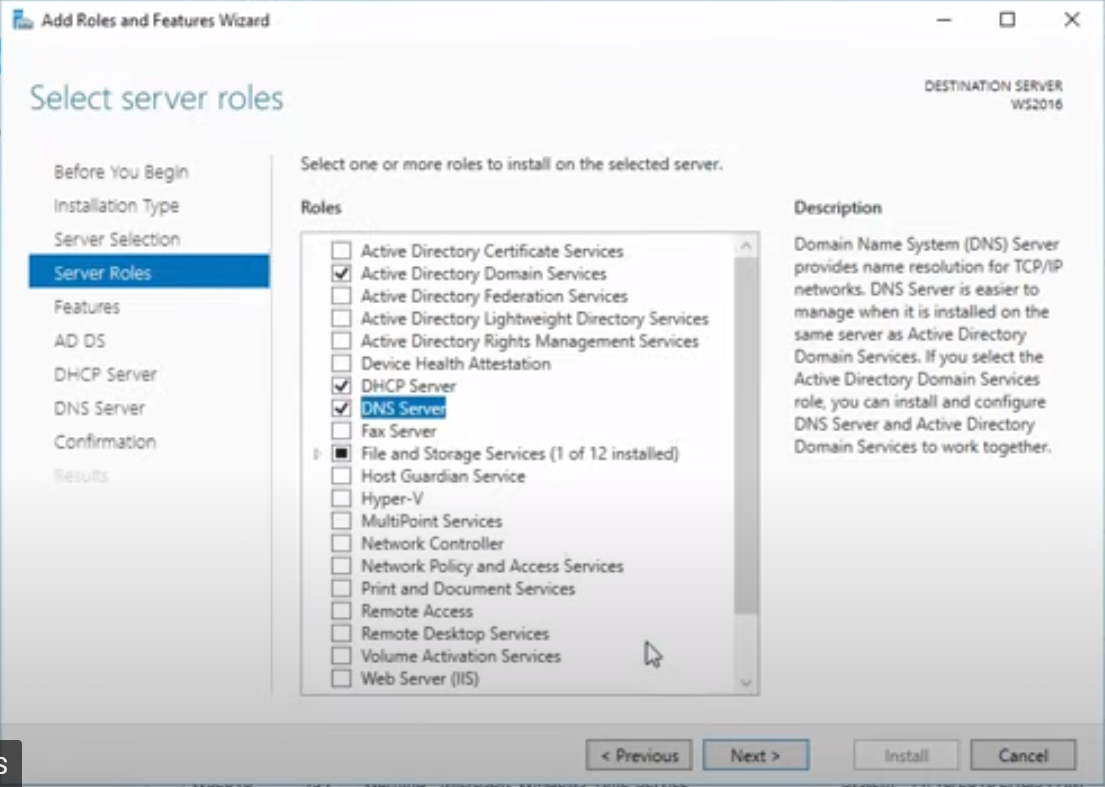 Add Roles and Features Wizard
Select server roles
DESTINATION SERVER
WS2016
Before You Begin
Installation Type
Server Selection
Server Roles
Features
AD DS
DHCP Server
DNS Server
Confirmation
Results
Select one or more roles to install on the selected server.
Roles
Active Directory Certificate Services
Active Directory Domain Services
Active Directory Federation Services
Active Directory Lightweight Directory Services
Active Directory Rights Management Services
Device Health Attestation
DHCP Server
DNS Server
Fax Server
File and Storage Services (1 of 12 installed)
Host Guardian Service
Hyper-V
MultiPoint Services
Network Controller
Network Policy and Access Services
Print and Document Services
Remote Access
Remote Desktop Services
Volume Activation Services
Web Server (IIS)
Description
Domain Name System (DNS) Server
provides name resolution for TCP/IP
networks. DNS Server is easier to
manage when it is installed on the
same server as Active Directory
Domain Services. If you select the
Active Directory Domain Services
role, you can install and configure
DNS Server and Active Directory
Domain Services to work together.
< Previous
Next >
Install
Cancel
S